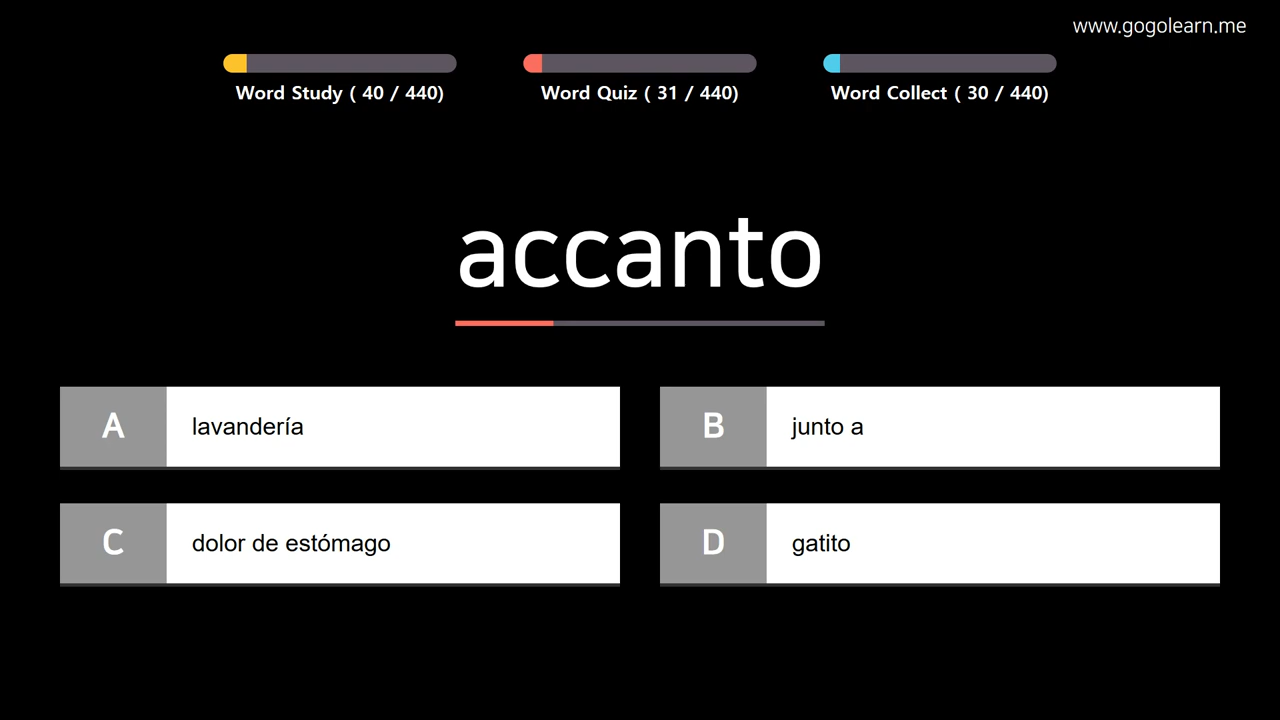 www.gogolearn.me
Word Study ( 40 / 440)
Word Quiz ( 31 / 440)
Word Collect ( 30 / 440)
accanto
A lavandería
B junto a
C dolor de estómago
D gatito